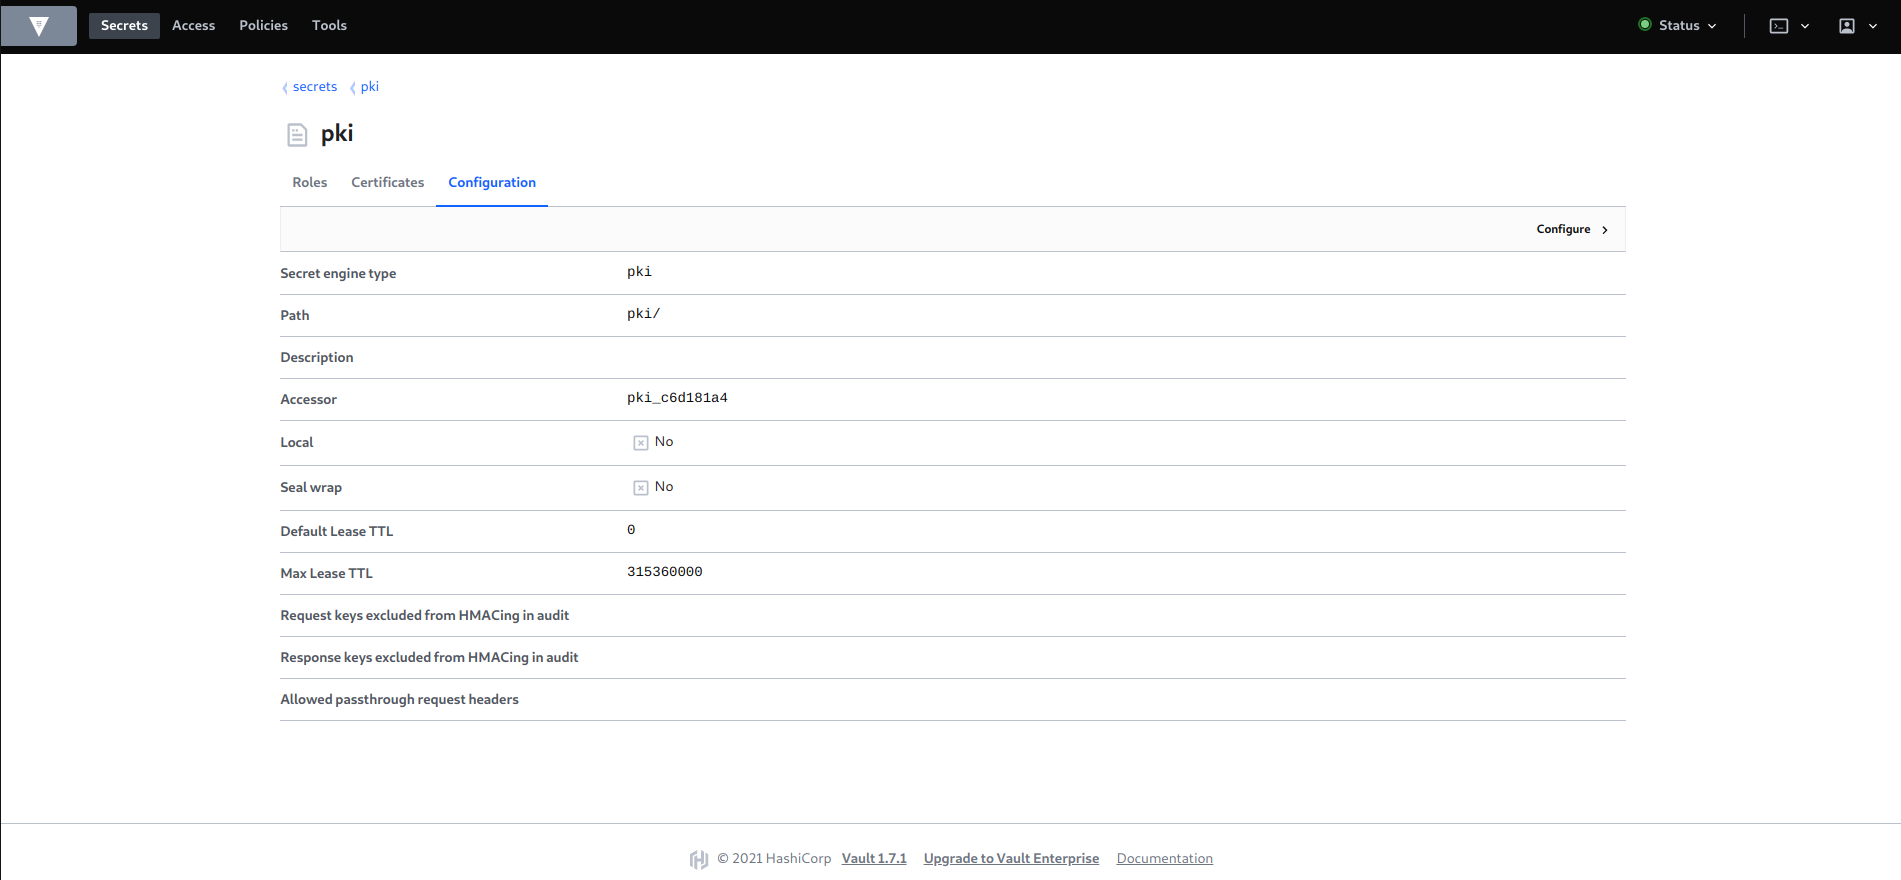 Secrets Access Policies Tools Status
secrets pki
pki
Roles Certificates Configuration
Configure
Secret engine type pki
Path pki/
Description
Accessor pki_c6d181a4
Local No
Seal wrap No
Default Lease TTL 0
Max Lease TTL 315360000
Request keys excluded from HMACing in audit
Response keys excluded from HMACing in audit
Allowed passthrough request headers
© 2021 HashiCorp Vault 1.7.1 Upgrade to Vault Enterprise Documentation